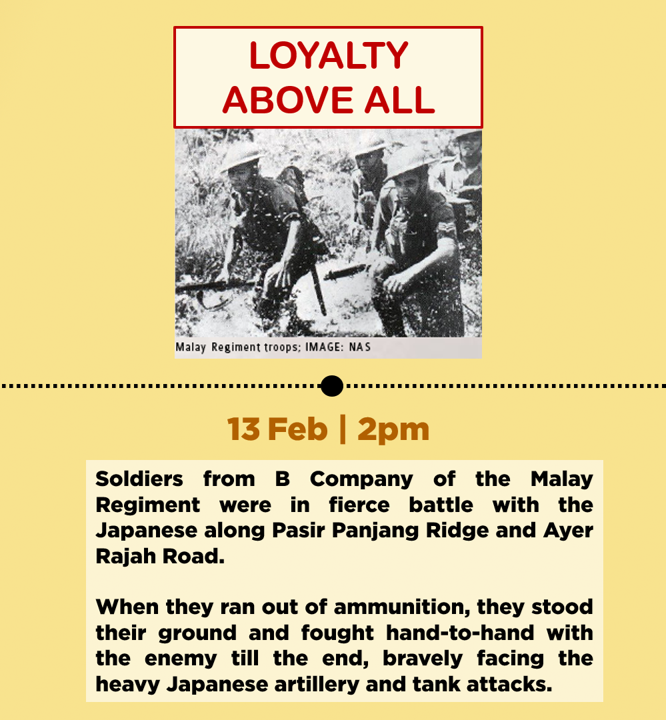 LOYALTY
ABOVE ALL
Malay Regiment troops; IMAGE: NAS
13 Feb | 2pm
Soldiers from B Company of the Malay
Regiment were in fierce battle with the
Japanese along Pasir Panjang Ridge and Ayer
Rajah Road.
When they ran out of ammunition, they stood
their ground and fought hand-to-hand with
the enemy till the end, bravely facing the
heavy Japanese artillery and tank attacks.